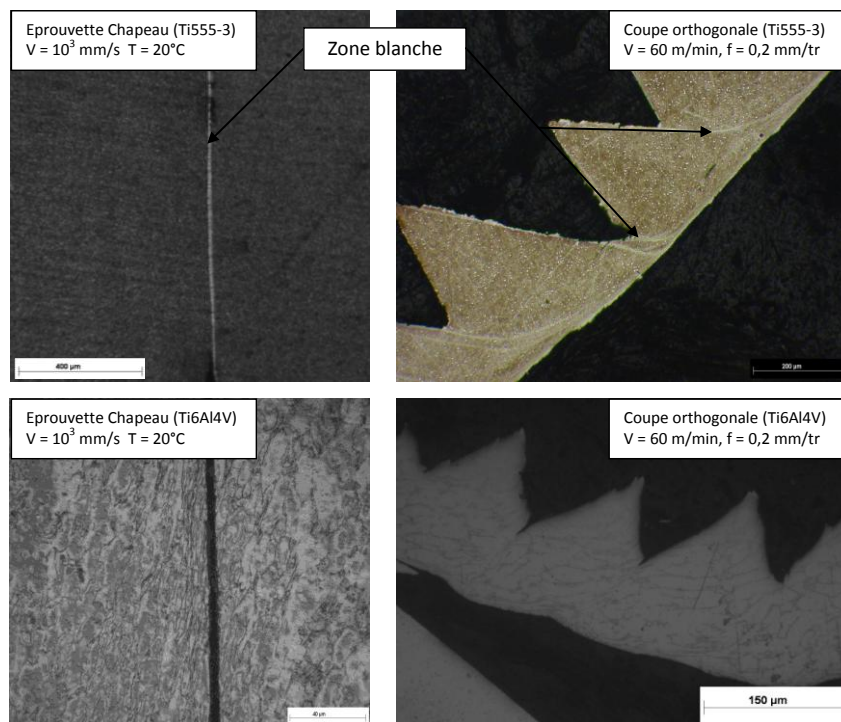 Eprouvette Chapeau (Ti555-3)
V = 10³ mm/s T = 20°C
Zone blanche
Coupe orthogonale (Ti555-3)
V = 60 m/min, f = 0,2 mm/tr
400 µm
200 µm
Eprouvette Chapeau (Ti6Al4V)
V = 10³ mm/s T = 20°C
Coupe orthogonale (Ti6Al4V)
V = 60 m/min, f = 0,2 mm/tr
40 µm
150 µm